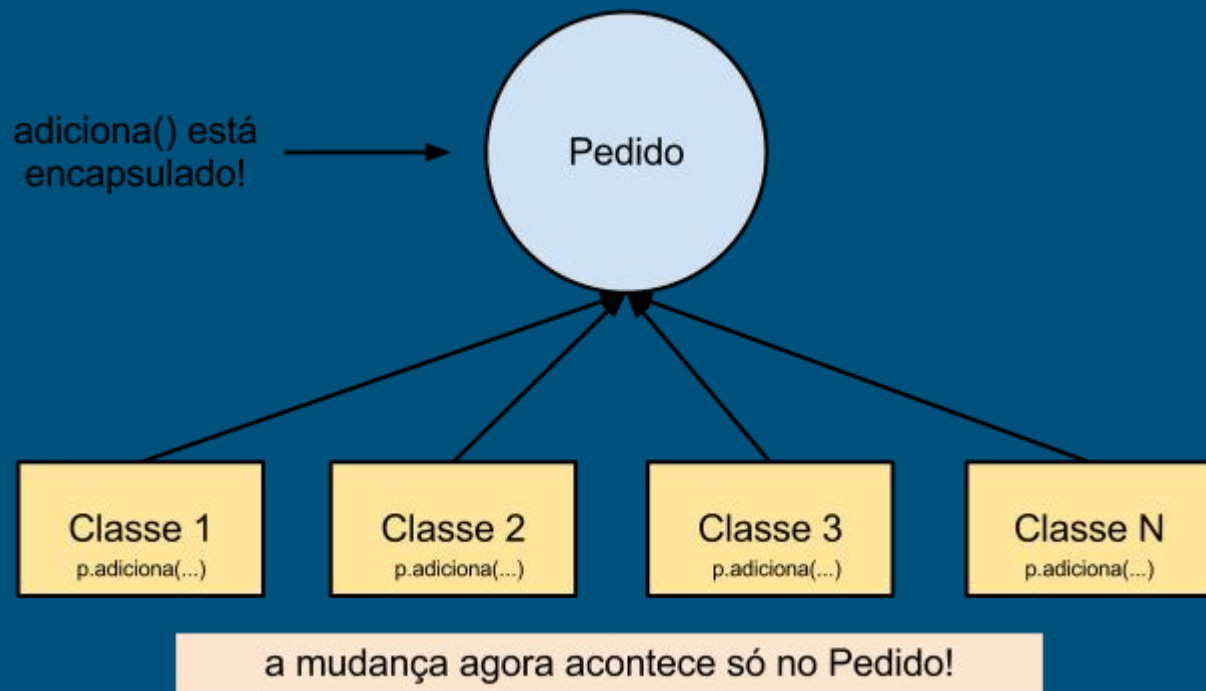 adiciona() está
encapsulado!
Pedido
Classe 1
p.adiciona(...)
Classe 2
p.adiciona(...)
Classe 3
p.adiciona(...)
Classe N
p.adiciona(...)
a mudança agora acontece só no Pedido!